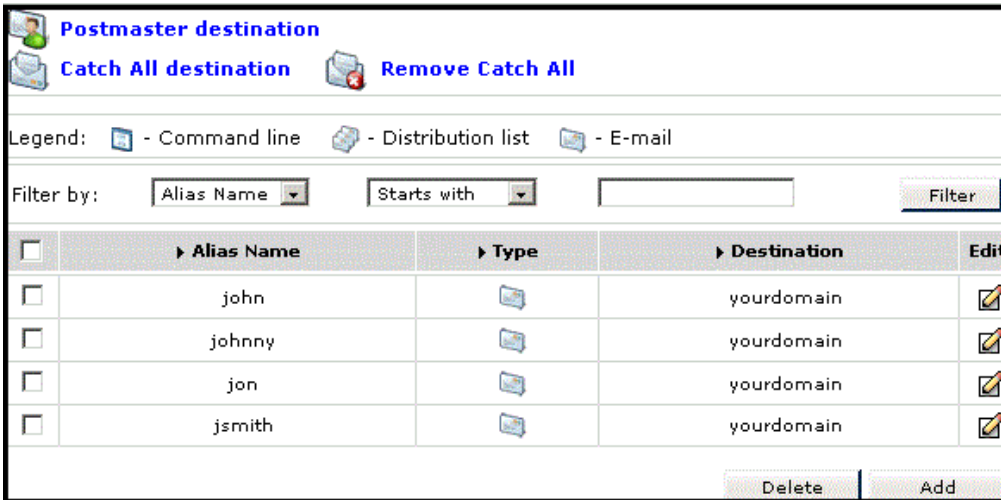 Postmaster destination
Catch All destination Remove Catch All
Legend: - Command line - Distribution list - E-mail
Filter by: Alias Name Starts with Filter
Alias Name Type Destination Edit
john yourdomain
johnny yourdomain
jon yourdomain
jsmith yourdomain
Delete Add